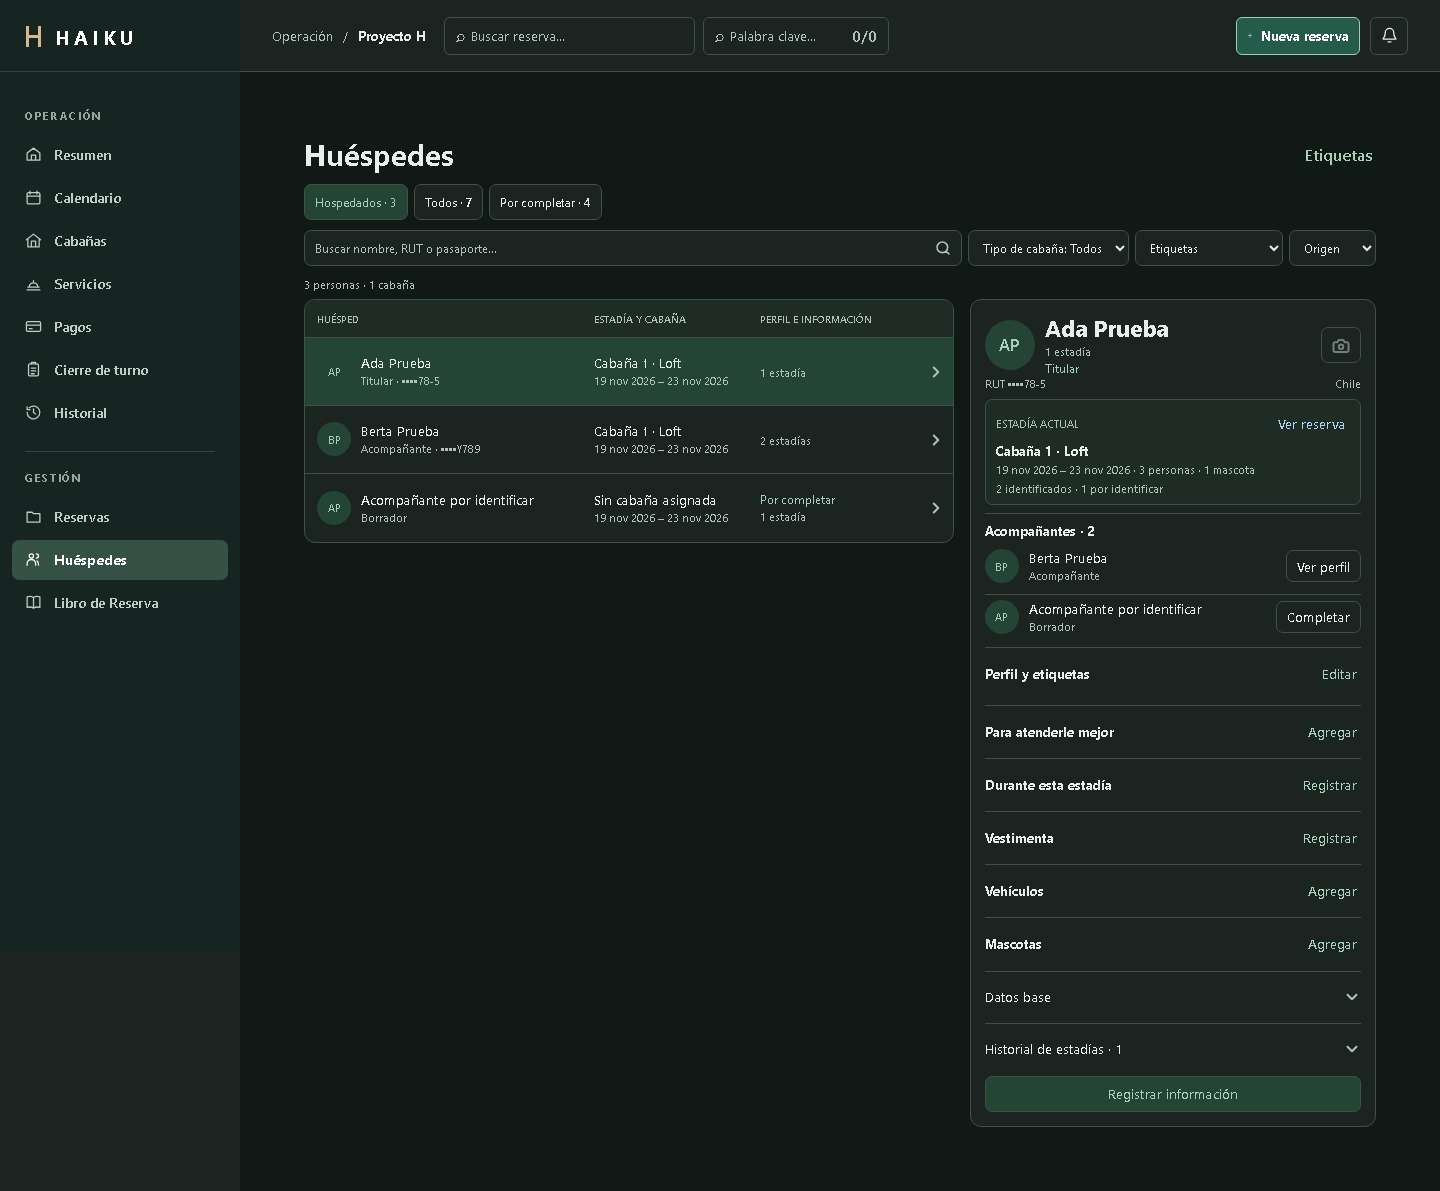 H HAIKU
Operación / Proyecto H
Buscar reserva...
Palabra clave... 0/0
+ Nueva reserva
OPERACIÓN
Resumen
Calendario
Cabañas
Servicios
Pagos
Cierre de turno
Historial
GESTIÓN
Reservas
Huéspedes
Libro de Reserva
Huéspedes
Etiquetas
Hospedados · 3
Todos · 7
Por completar · 4
Buscar nombre, RUT o pasaporte...
Tipo de cabaña: Todos
Etiquetas
Origen
3 personas · 1 cabaña
HUÉSPED ESTADÍA Y CABAÑA PERFIL E INFORMACIÓN
AP Ada Prueba Cabaña 1 · Loft
Titular · ••••78-5 19 nov 2026 – 23 nov 2026 1 estadía
BP Berta Prueba Cabaña 1 · Loft
Acompañante · ••••Y789 19 nov 2026 – 23 nov 2026 2 estadías
AP Acompañante por identificar Sin cabaña asignada Por completar
Borrador 19 nov 2026 – 23 nov 2026 1 estadía
AP Ada Prueba
1 estadía
Titular
RUT ••••78-5 Chile
ESTADÍA ACTUAL Ver reserva
Cabaña 1 · Loft
19 nov 2026 – 23 nov 2026 · 3 personas · 1 mascota
2 identificados · 1 por identificar
Acompañantes · 2
BP Berta Prueba Ver perfil
Acompañante
AP Acompañante por identificar Completar
Borrador
Perfil y etiquetas Editar
Para atenderle mejor Agregar
Durante esta estadía Registrar
Vestimenta Registrar
Vehículos Agregar
Mascotas Agregar
Datos base
Historial de estadías · 1
Registrar información